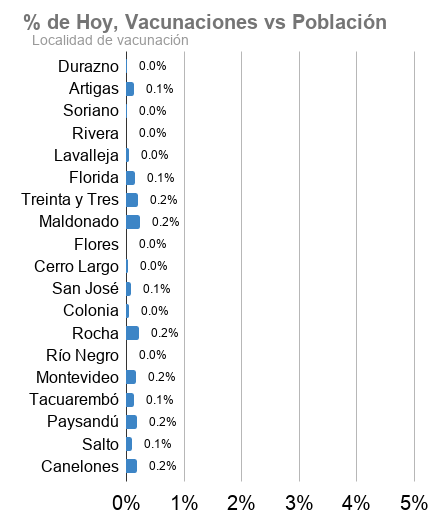 % de Hoy, Vacunaciones vs Población
Localidad de vacunación
Durazno 0.0%
Artigas 0.1%
Soriano 0.0%
Rivera 0.0%
Lavalleja 0.0%
Florida 0.1%
Treinta y Tres 0.2%
Maldonado 0.2%
Flores 0.0%
Cerro Largo 0.0%
San José 0.1%
Colonia 0.0%
Rocha 0.2%
Río Negro 0.0%
Montevideo 0.2%
Tacuarembó 0.1%
Paysandú 0.2%
Salto 0.1%
Canelones 0.2%
0% 1% 2% 3% 4% 5%